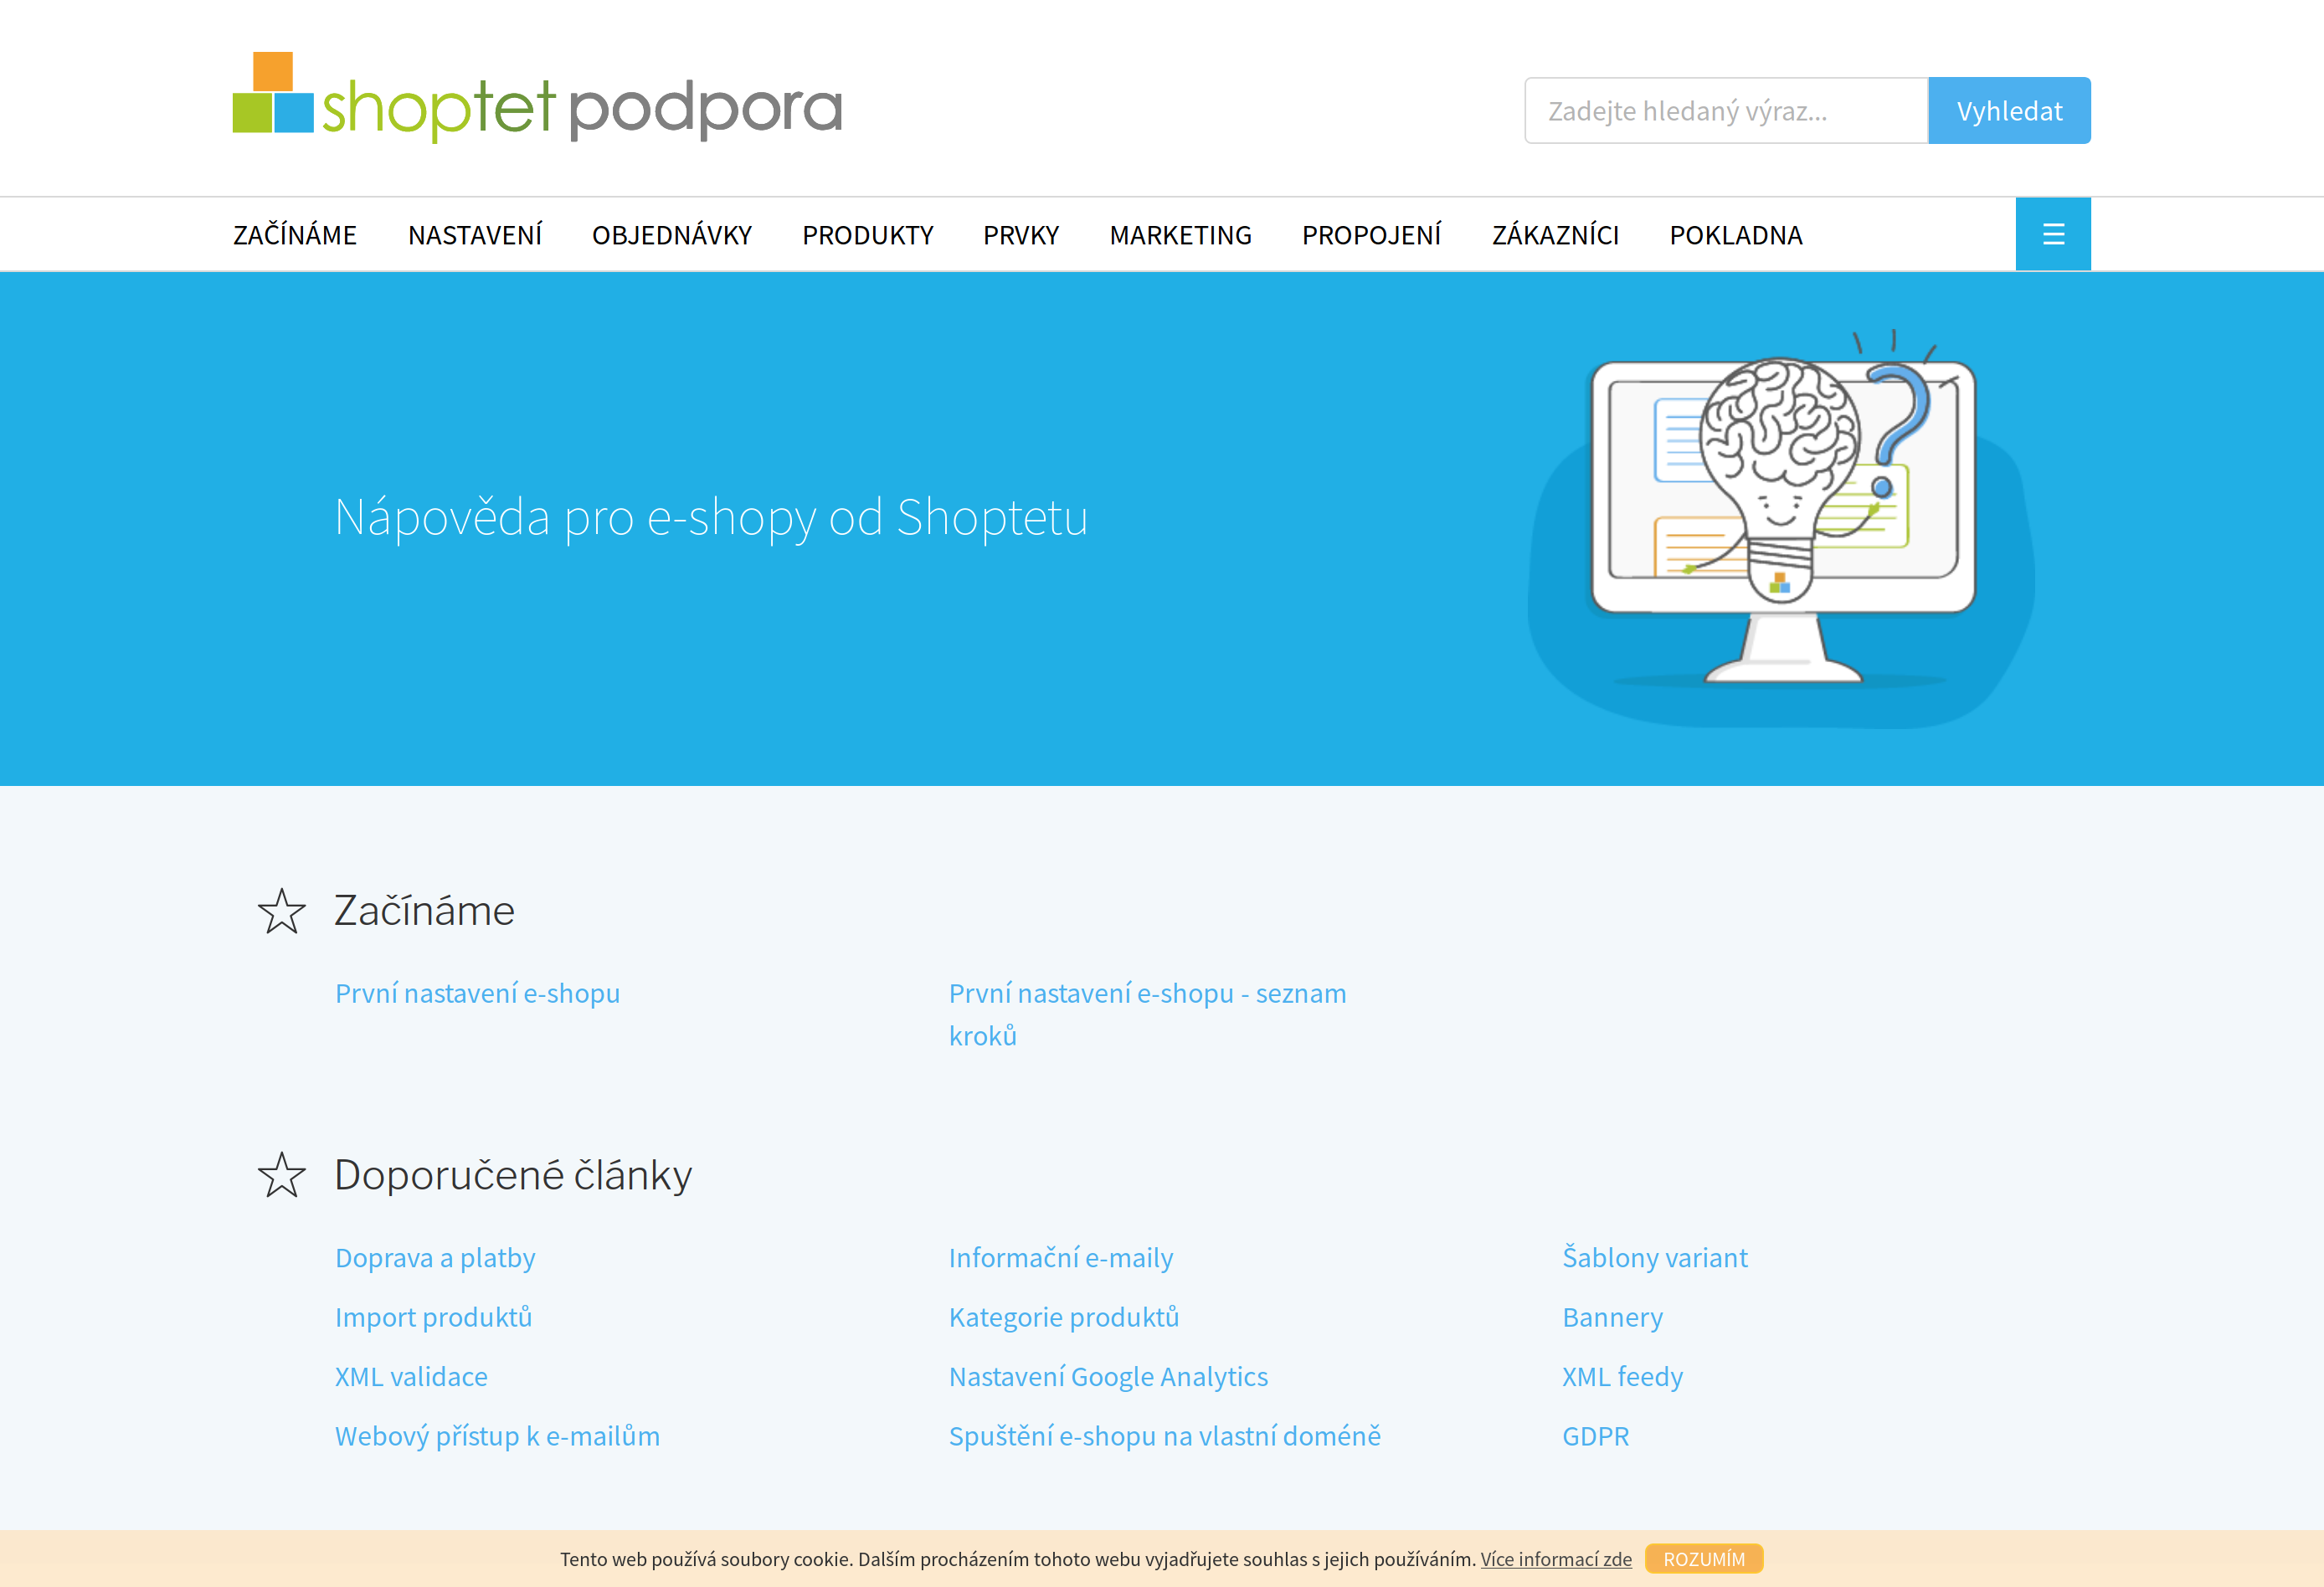 shoptet podpora
Zadejte hledaný výraz...
Vyhledat
ZAČÍNÁME
NASTAVENÍ
OBJEDNÁVKY
PRODUKTY
PRVKY
MARKETING
PROPOJENÍ
ZÁKAZNÍCI
POKLADNA
Nápověda pro e-shopy od Shoptetu
Začínáme
První nastavení e-shopu
První nastavení e-shopu - seznam
kroků
Doporučené články
Doprava a platby
Informační e-maily
Šablony variant
Import produktů
Kategorie produktů
Bannery
XML validace
Nastavení Google Analytics
XML feedy
Webový přístup k e-mailům
Spuštění e-shopu na vlastní doméně
GDPR
Tento web používá soubory cookie. Dalším procházením tohoto webu vyjadřujete souhlas s jejich používáním. Více informací zde
ROZUMÍM